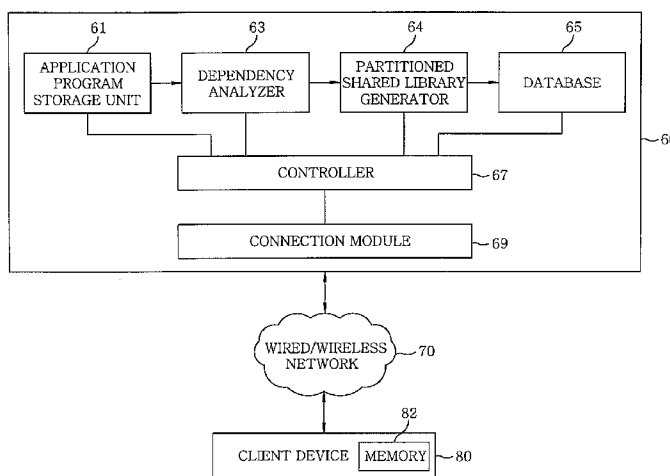 61
63
64
65
APPLICATION
PROGRAM
STORAGE UNIT
DEPENDENCY
ANALYZER
PARTITIONED
SHARED LIBRARY
GENERATOR
DATABASE
CONTROLLER
67
CONNECTION MODULE
69
WIRED/WIRELESS
NETWORK
70
82
CLIENT DEVICE
MEMORY
80